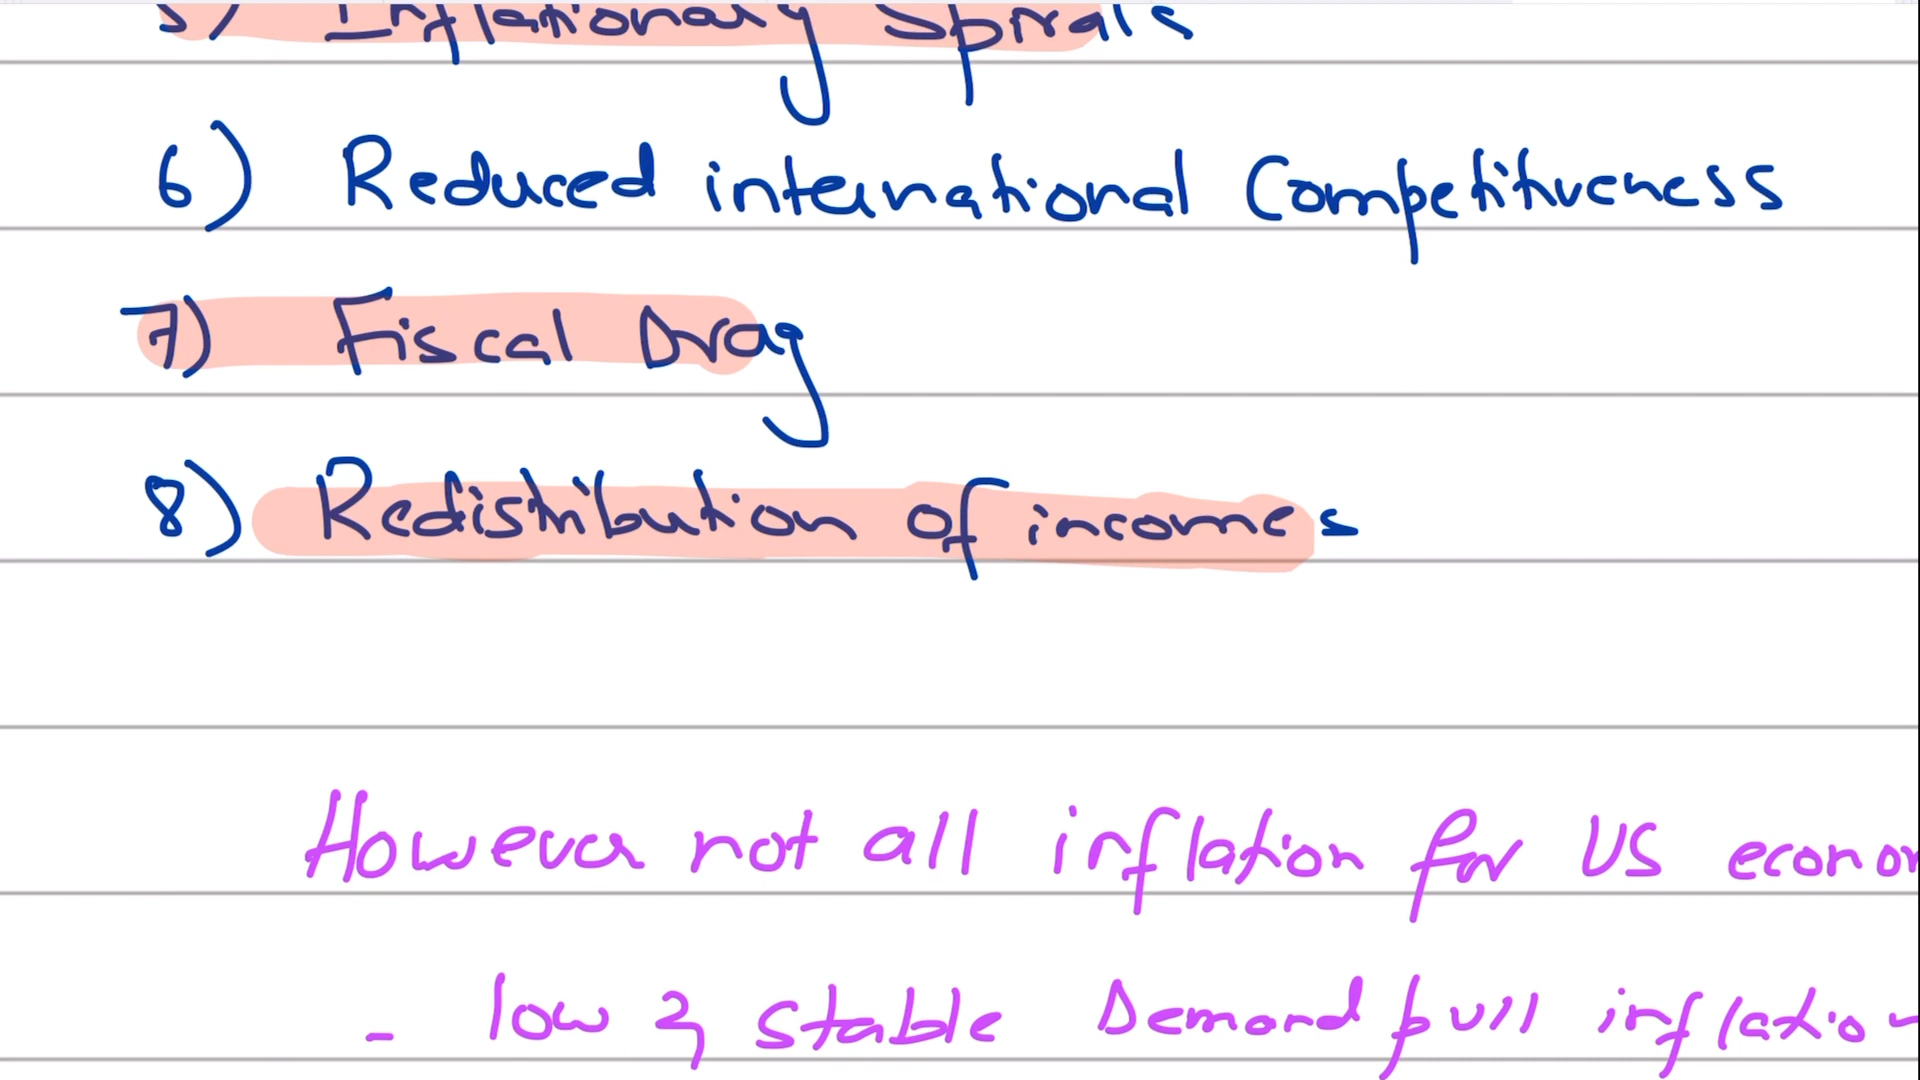 5) Inflationary Spirals
6) Reduced international Competitiveness
7) Fiscal Drag
8) Redistribution of incomes
However not all inflation for US econo
- low & stable Demand pull inflation